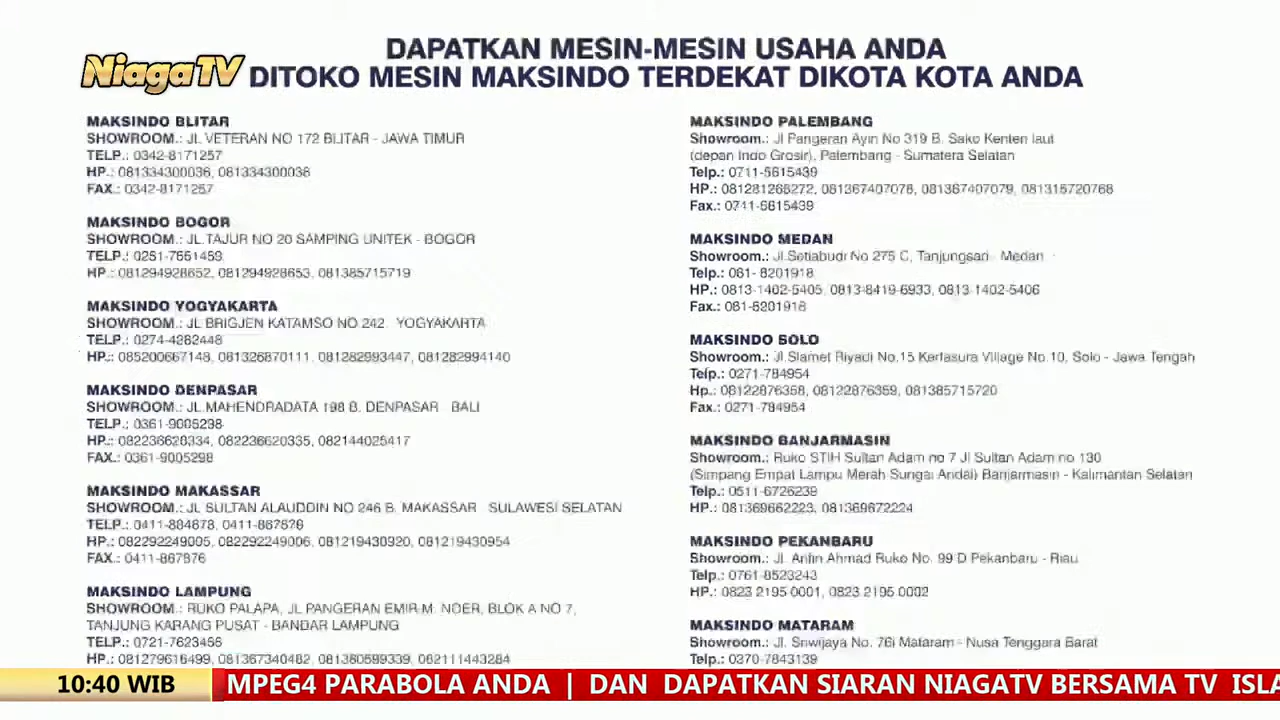 DAPATKAN MESIN-MESIN USAHA ANDA
NiagaTV
DITOKO MESIN MAKSINDO TERDEKAT DIKOTA KOTA ANDA
MAKSINDO BLITAR
SHOWROOM.: JL VETERAN NO 172 BLITAR - JAWA TIMUR
TELP.: 0342-8171257
HP.: 081334300036, 081334300036
FAX.: 0342-8171257
MAKSINDO BOGOR
SHOWROOM.: JL.TAJUR NO 20 SAMPING UNITEK - BOGOR
TELP.:
HP.: 081294928652, 081294928653, 081385715719
MAKSINDO YOGYAKARTA
SHOWROOM.: JL BRIGJEN KATAMSO NO 242. YOGYAKARTA
TELP.: 0274-4282448
HP.: 085200667148, 081326870111, 081282993447, 081282994140
MAKSINDO DENPASAR
SHOWROOM.: JL.MAHENDRADATA 198 B. DENPASAR BALI
TELP.: 0361-9005298
HP.: 082236620334, 082236620335, 082144025417
FAX.: 0361-9005298
MAKSINDO MAKASSAR
SHOWROOM.: JL SULTAN ALAUDDIN NO 246 B. MAKASSAR SULAWESI SELATAN
TELP.:
HP.: 082292249005, 082292249006, 081219430920, 081219430954
FAX.:
MAKSINDO LAMPUNG
SHOWROOM.: RUKO PALAPA, JL PANGERAN EMIR M. NOER, BLOK A NO 7,
TANJUNG KARANG PUSAT - BANDAR LAMPUNG
TELP.:
HP.:
MAKSINDO PALEMBANG
Showroom.: Jl Pangeran Ayin No 319 B. Sako Kenten laut
(depan Indo Grosir), Palembang - Sumatera Selatan
Telp.: 0711-5615439
HP.: 081281268272, 081367407078, 081367407079, 081315720768
Fax.:
MAKSINDO MEDAN
Showroom.: Jl.Setiabudi No 275 C, Tanjungsari - Medan
Telp.: 061- 8201918
HP.: 0813-1402-5405, 0813-8419-6933, 0813-1402-5406
Fax.: 061-8201918
MAKSINDO SOLO
Showroom.: Jl.Slamet Riyadi No.15 Kartasura Village No.10, Solo - Jawa Tengah
Telp.: 0271-784954
Hp.: 08122876358, 08122876359, 081385715720
Fax.: 0271-784954
MAKSINDO BANJARMASIN
Showroom.: Ruko STIH Sultan Adam no 7 Jl Sultan Adam no 130
(Simpang Empat Lampu Merah Sungai Andai) Banjarmasin - Kalimantan Selatan
Telp.: 0511-6726239
HP.: 081369662223, 081369672224
MAKSINDO PEKANBARU
Showroom.: Jl. Arifin Ahmad Ruko No. 99 D Pekanbaru - Riau
Telp.: 0761-8523243
HP.: 0823 2195 0001, 0823 2195 0002
MAKSINDO MATARAM
Showroom.: Jl. Sriwijaya No. 76i Mataram - Nusa Tenggara Barat
Telp.: 0370-7843139
10:40 WIB
MPEG4 PARABOLA ANDA | DAN DAPATKAN SIARAN NIAGATV BERSAMA TV ISLA